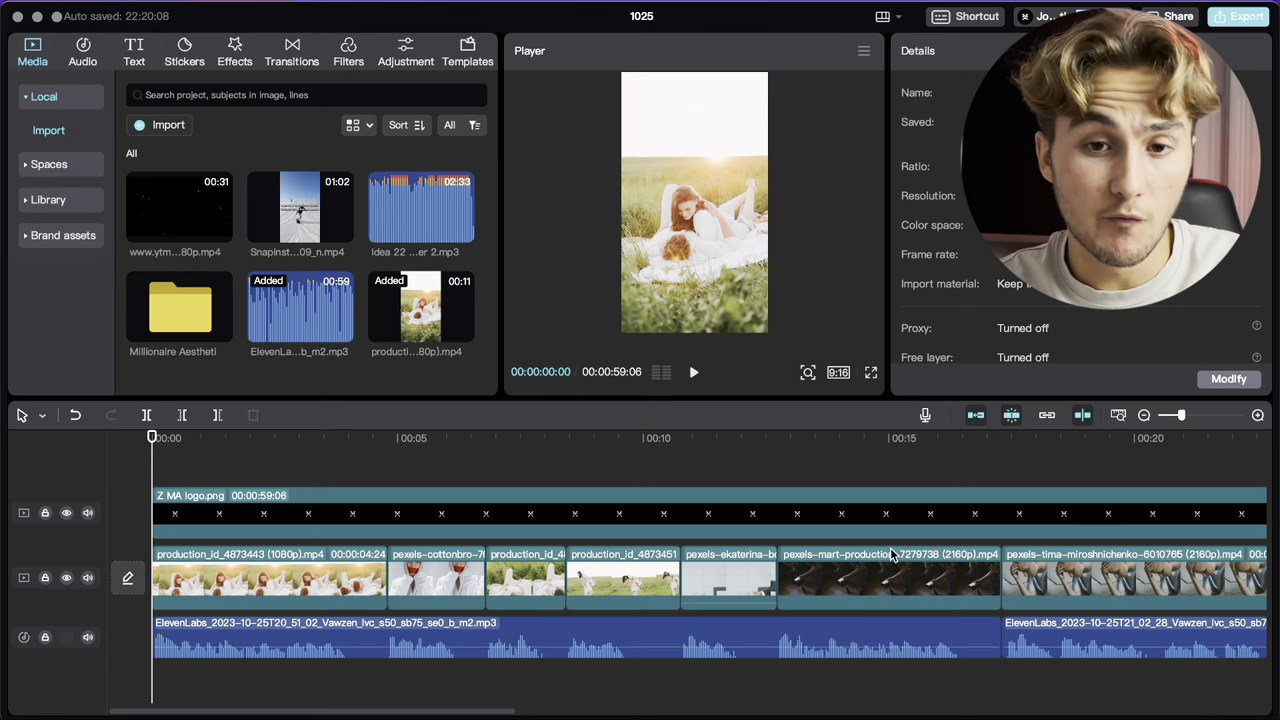 Auto saved: 22:20:08
1025
Shortcut
Share
Export
Media
Audio
Text
Stickers
Effects
Transitions
Filters
Adjustment
Templates
Player
Details
Local
Import
Spaces
Library
Brand assets
Search project, subjects in image, lines
Import
Sort
All
All
00:31
01:02
02:33
www.ytm...80p.mp4
Snapinst...09_n.mp4
Idea 22 ...er 2.mp3
Added 00:59
Added 00:11
Millionaire Aestheti
ElevenLa...b_m2.mp3
producti...80p).mp4
00:00:00:00 / 00:00:59:06
9:16
Name:
Saved:
Ratio:
Resolution:
Color space:
Frame rate:
Import material: Keep
Proxy: Turned off
Free layer: Turned off
Modify
00:00
00:05
00:10
00:15
00:20
Z MA logo.png 00:00:59:06
production_id_4873443 (1080p).mp4 00:00:04:24
pexels-cottonbro-7
production_id_4
production_id_4873451
pexels-ekaterina-bo
pexels-mart-production-7279738 (2160p).mp4
pexels-tima-miroshnichenko-6010765 (2160p).mp4 00:
ElevenLabs_2023-10-25T20_51_02_Vawzen_Ivc_s50_sb75_se0_b_m2.mp3
ElevenLabs_2023-10-25T21_02_28_Vawzen_Ivc_s50_sb7